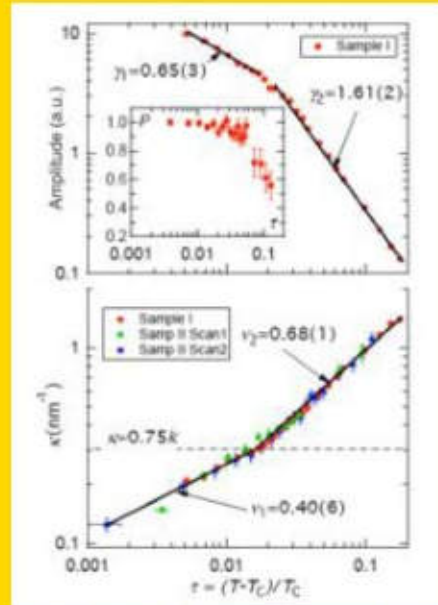 10
Sample I
γ₁=0.65(3)
γ₂=1.61(2)
Amplitude (a.u.)
1
P
1.0
0.8
0.6
0.4
0.2
τ
0.001 0.01 0.1
0.1
Sample I
Samp II Scan1
Samp II Scan2
ν₂=0.68(1)
1
κ(nm⁻¹)
κ=0.75k
ν₁=0.40(6)
0.1
0.001 0.01 0.1
τ = (T-T_C)/T_C